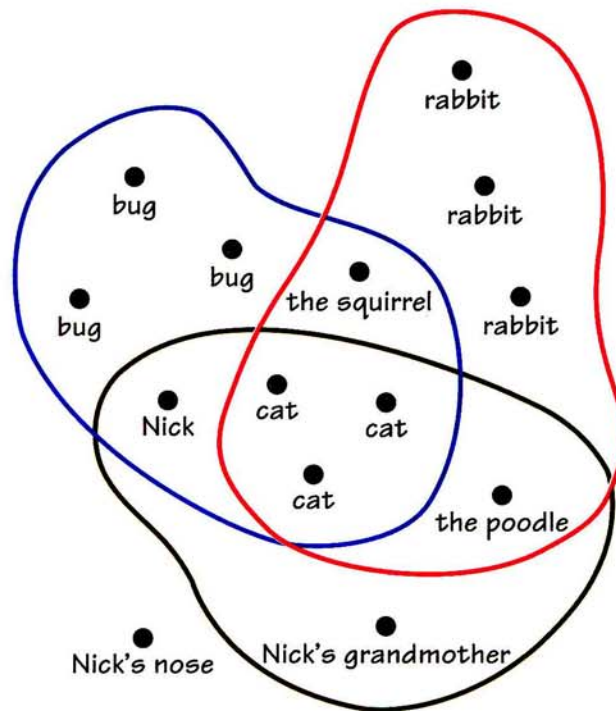 rabbit
bug
rabbit
bug
the squirrel
rabbit
bug
Nick
cat
cat
cat
the poodle
Nick's nose
Nick's grandmother